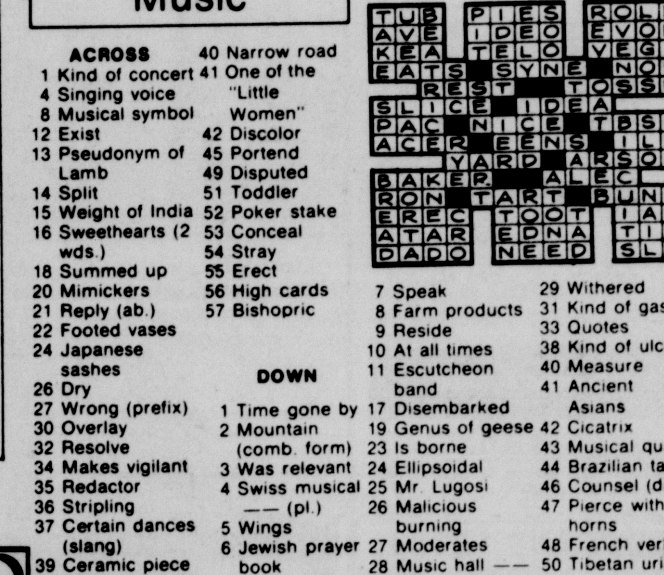 Music
ACROSS
1 Kind of concert
4 Singing voice
8 Musical symbol
12 Exist
13 Pseudonym of
Lamb
14 Split
15 Weight of India
16 Sweethearts (2
wds.)
18 Summed up
20 Mimickers
21 Reply (ab.)
22 Footed vases
24 Japanese
sashes
26 Dry
27 Wrong (prefix)
30 Overlay
32 Resolve
34 Makes vigilant
35 Redactor
36 Stripling
37 Certain dances
(slang)
39 Ceramic piece
40 Narrow road
41 One of the
"Little
Women"
42 Discolor
45 Portend
49 Disputed
51 Toddler
52 Poker stake
53 Conceal
54 Stray
55 Erect
56 High cards
57 Bishopric
DOWN
1 Time gone by
2 Mountain
(comb. form)
3 Was relevant
4 Swiss musical
—— (pl.)
5 Wings
6 Jewish prayer
book
TUB PIES ROL
AVE IDEO EVO
KEA TELO VEG
EATS SYNE NO
REST TOSS
SLICE IDEA
PAC NICE TBS
ACER EENS IL
YARD ARSO
BAKER ALEC
RON TART BUN
EREC TOOT IA
ATAR EDNA TI
DADO NEED SL
7 Speak
8 Farm products
9 Reside
10 At all times
11 Escutcheon
band
17 Disembarked
19 Genus of geese
23 Is borne
24 Ellipsoidal
25 Mr. Lugosi
26 Malicious
burning
27 Moderates
28 Music hall ——
29 Withered
31 Kind of gas
33 Quotes
38 Kind of ulc
40 Measure
41 Ancient
Asians
42 Cicatrix
43 Musical qu
44 Brazilian ta
46 Counsel (d
47 Pierce with
horns
48 French ver
50 Tibetan uri